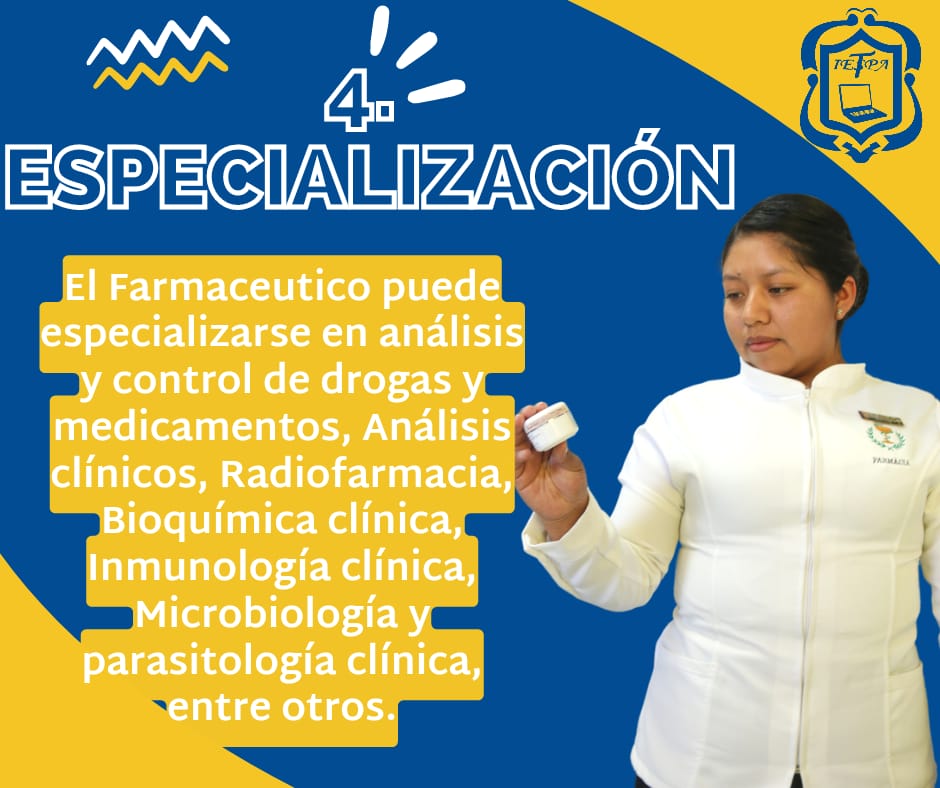 4.
ESPECIALIZACIÓN
El Farmaceutico puede
especializarse en análisis
y control de drogas y
medicamentos, Análisis
clínicos, Radiofarmacia,
Bioquímica clínica,
Inmunología clínica,
Microbiología y
parasitología clínica,
entre otros.
FARMACIA